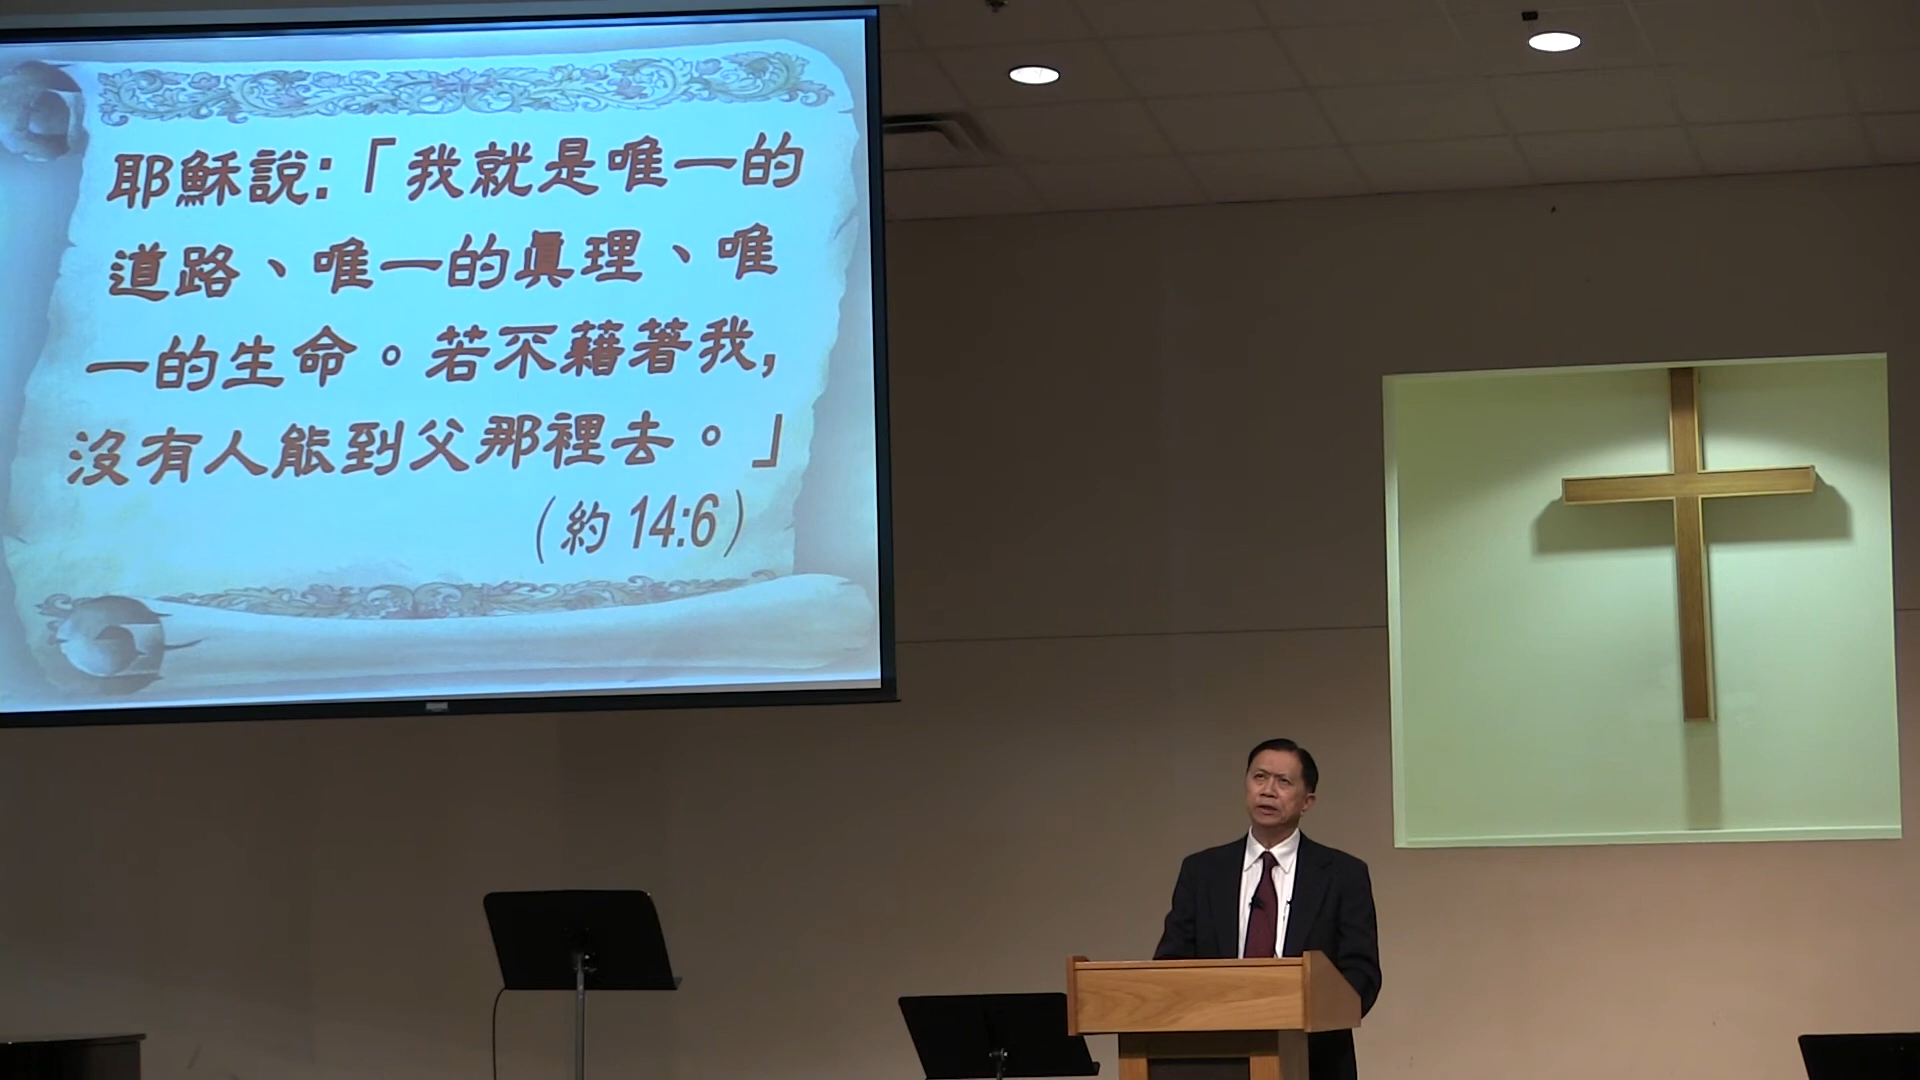 耶穌說:「我就是唯一的
道路、唯一的眞理、唯
一的生命。若不藉著我,
沒有人能到父那裡去。」
(約 14:6)